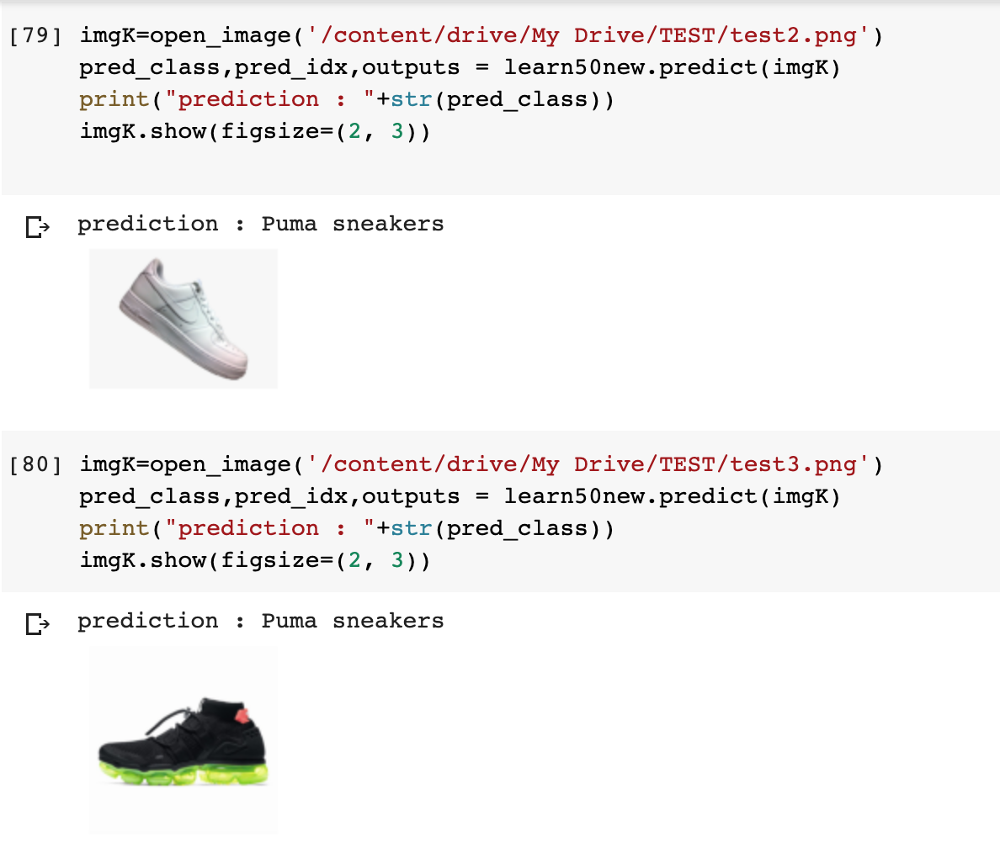 [79] imgK=open_image('/content/drive/My Drive/TEST/test2.png')
pred_class,pred_idx,outputs = learn50new.predict(imgK)
print("prediction : "+str(pred_class))
imgK.show(figsize=(2, 3))
prediction : Puma sneakers
[80] imgK=open_image('/content/drive/My Drive/TEST/test3.png')
pred_class,pred_idx,outputs = learn50new.predict(imgK)
print("prediction : "+str(pred_class))
imgK.show(figsize=(2, 3))
prediction : Puma sneakers